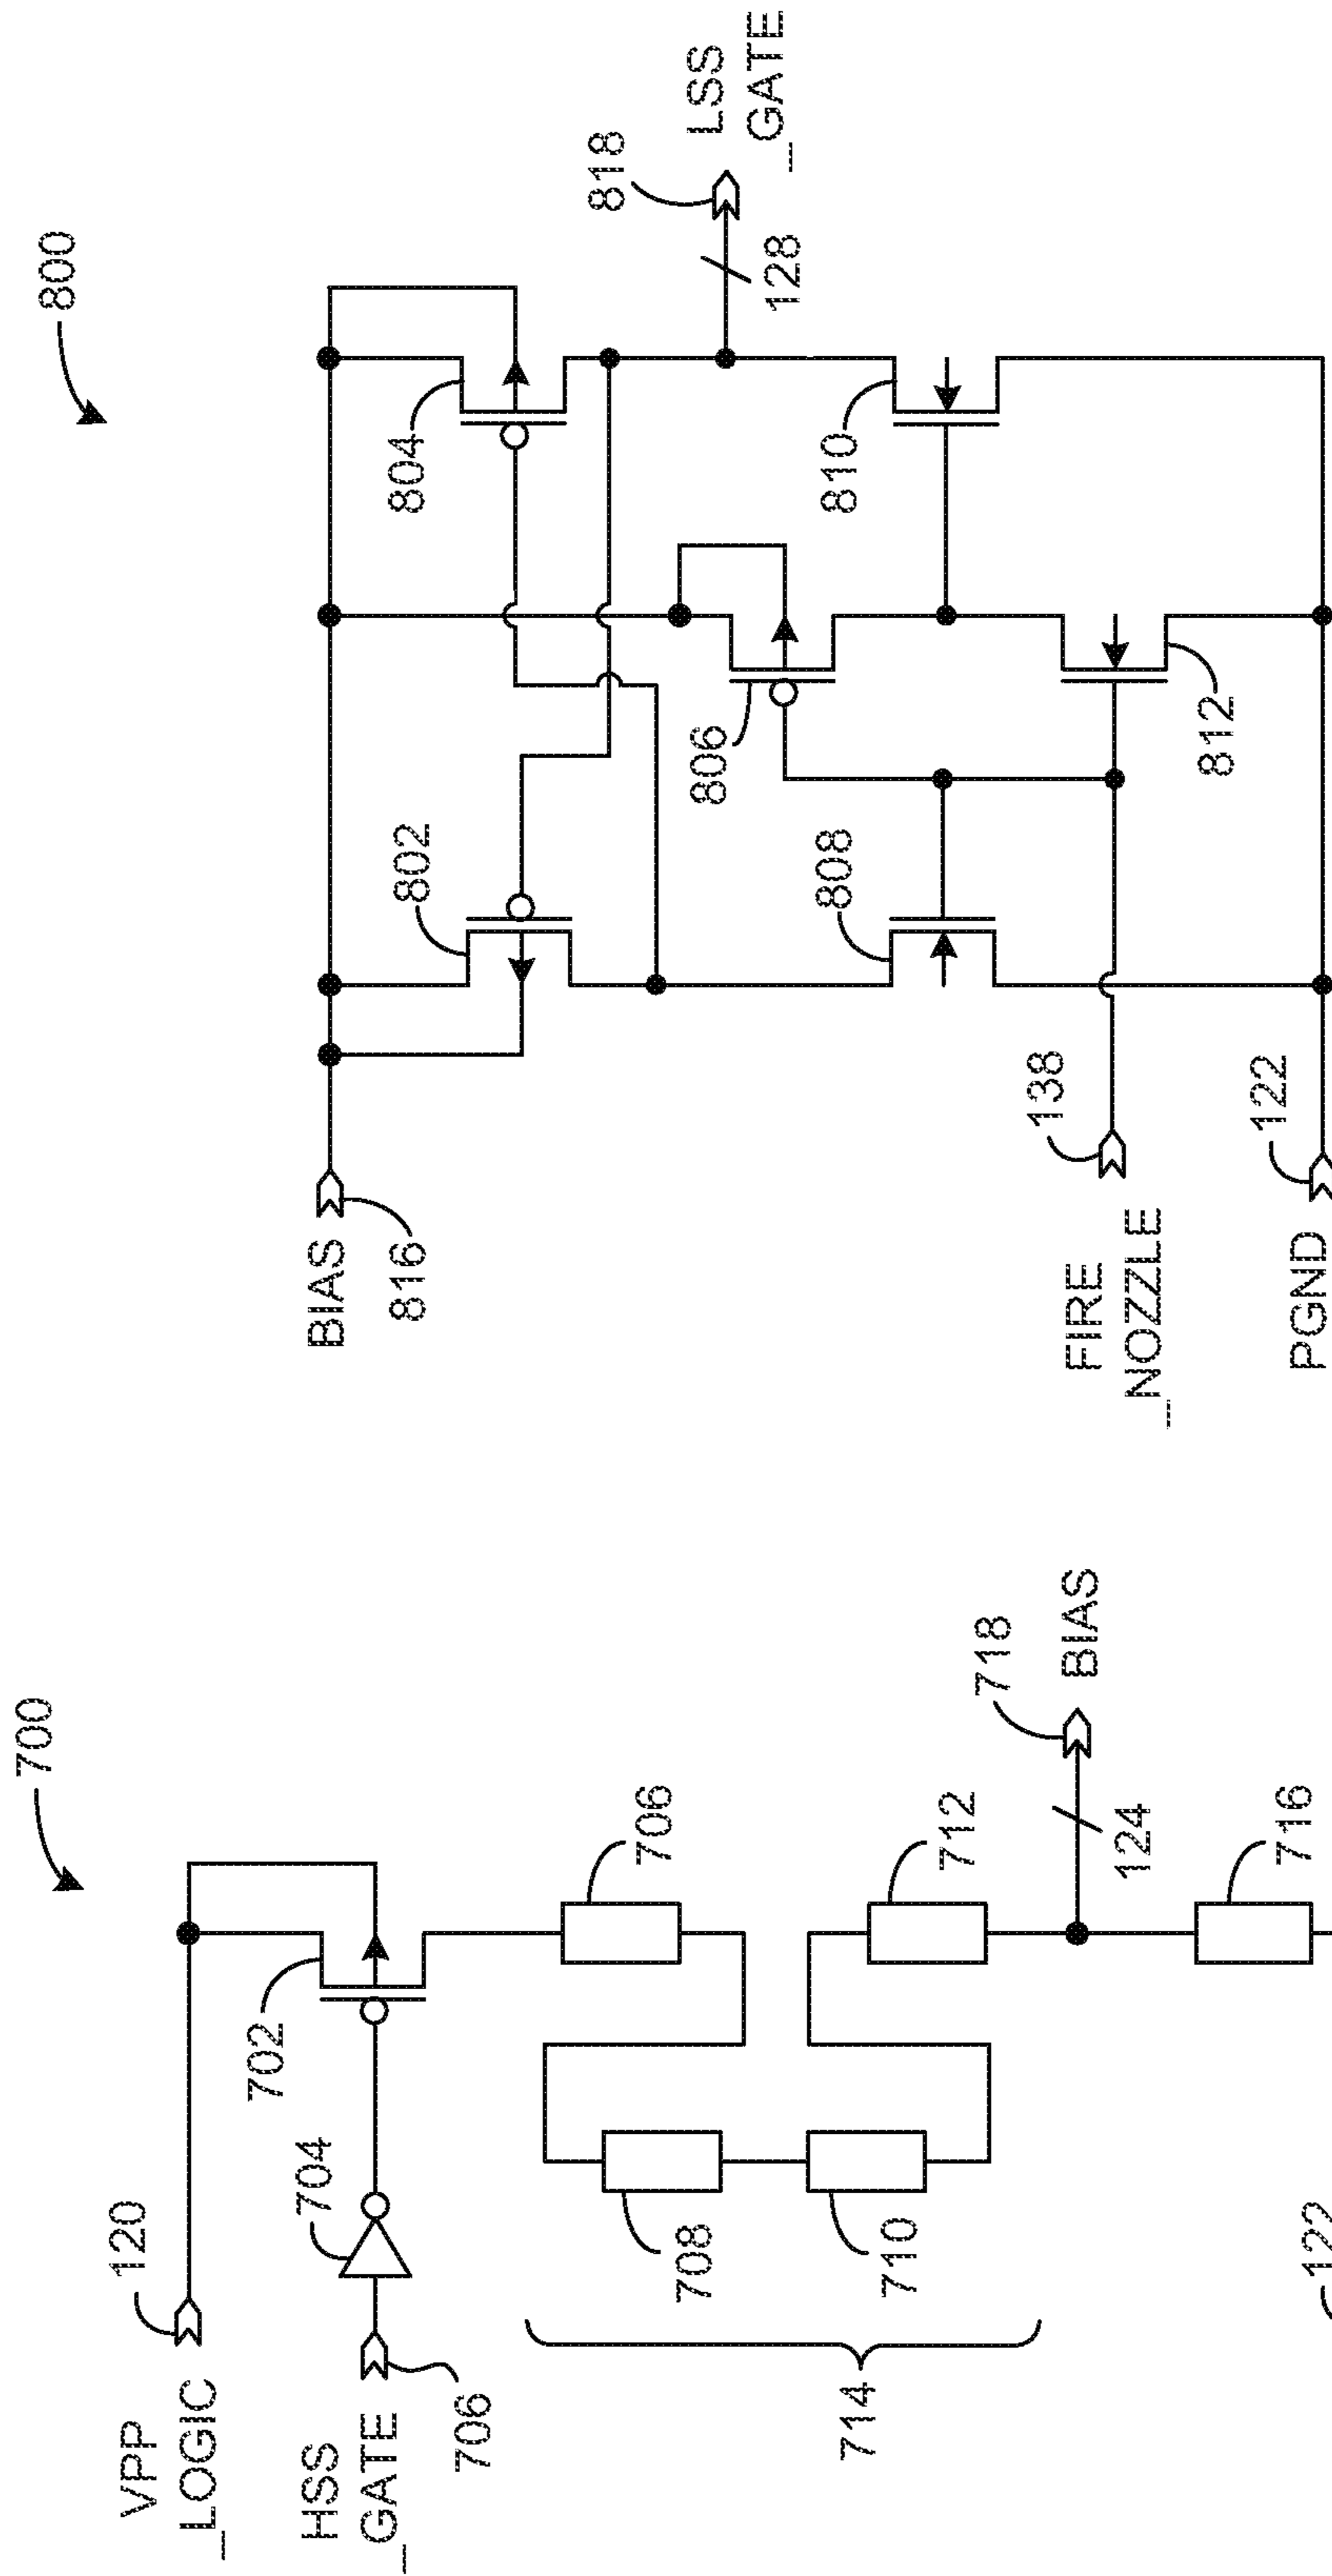 700
VPP
_LOGIC
120
702
HSS
_GATE
706
704
706
708
710
712
714
718
BIAS
124
716
122
800
BIAS
816
802
804
806
808
810
812
818
LSS
_GATE
128
FIRE
_NOZZLE
138
PGND
122